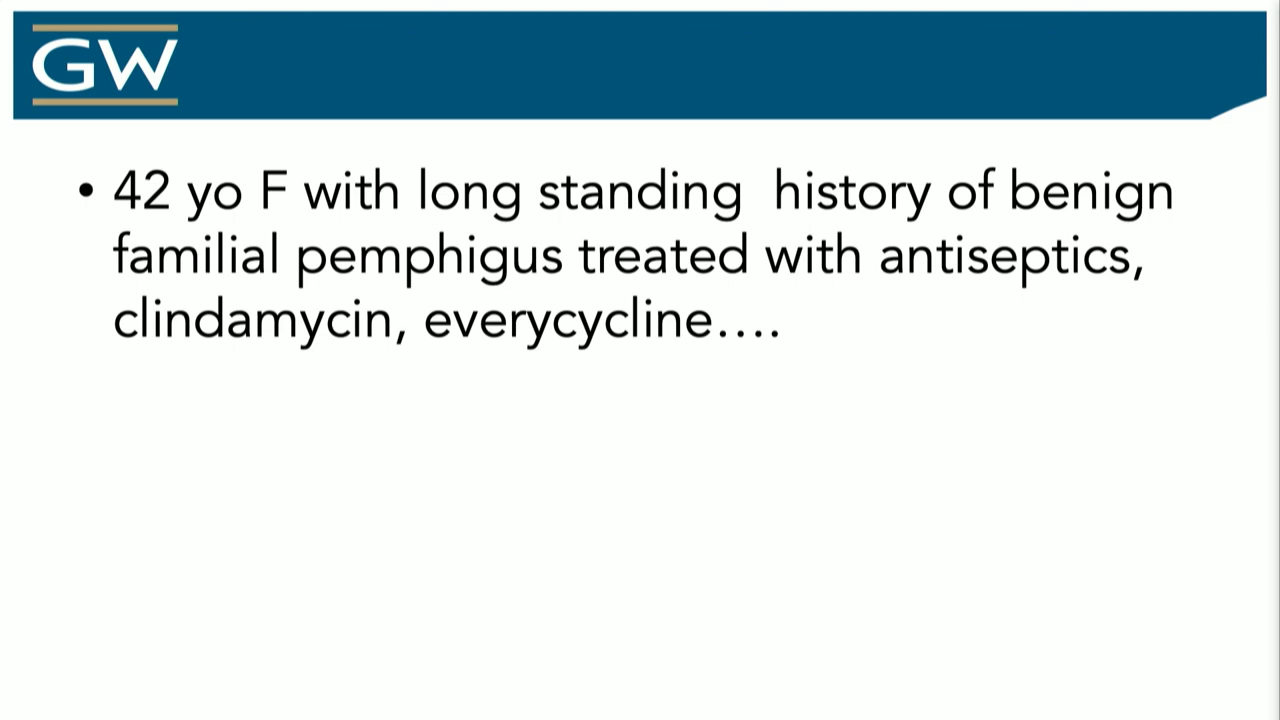 GW
• 42 yo F with long standing  history of benign
familial pemphigus treated with antiseptics,
clindamycin, everycycline….